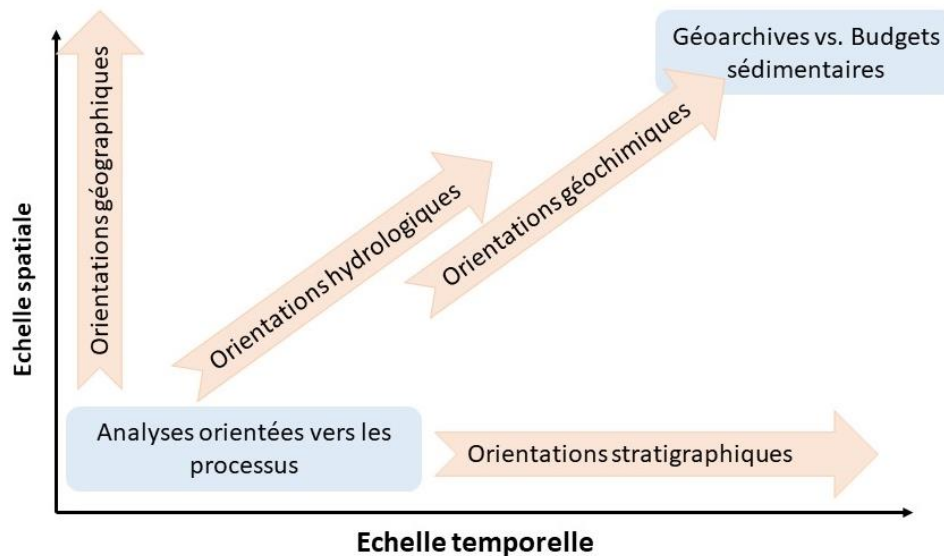 Géoarchives vs. Budgets
sédimentaires
Orientations géographiques
Orientations hydrologiques
Orientations géochimiques
Echelle spatiale
Analyses orientées vers les
processus
Orientations stratigraphiques
Echelle temporelle